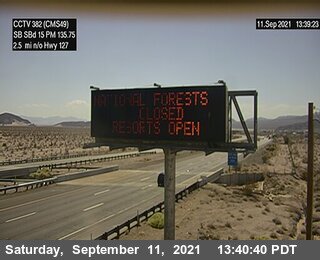 CCTV 382 (CMS49)
SB SBd 15 PM 135.75
2.5 mi n/o Hwy 127
11.Sep 2021 13:39:23
NATIONAL FORESTS
CLOSED
RESORTS OPEN
Saturday, September 11, 2021 13:40:40 PDT